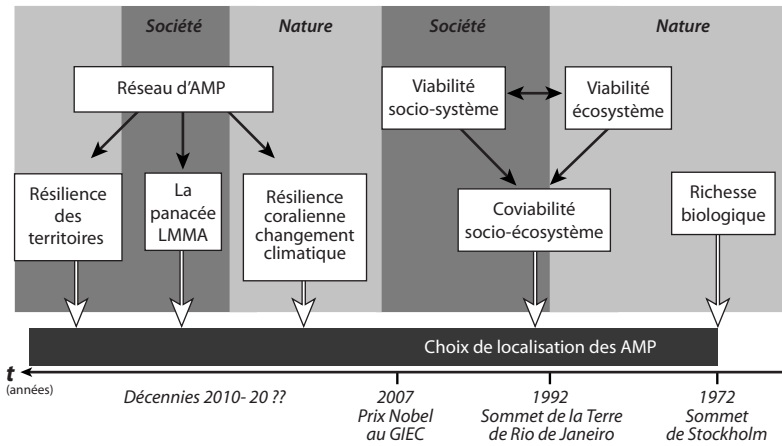 Société
Nature
Société
Nature
Réseau d'AMP
Viabilité
socio-système
Viabilité
écosystème
Résilience
des
territoires
La
panacée
LMMA
Résilience
coralienne
changement
climatique
Coviabilité
socio-écosystème
Richesse
biologique
Choix de localisation des AMP
t
(années)
Décennies 2010- 20 ??
2007
Prix Nobel
au GIEC
1992
Sommet de la Terre
de Rio de Janeiro
1972
Sommet
de Stockholm